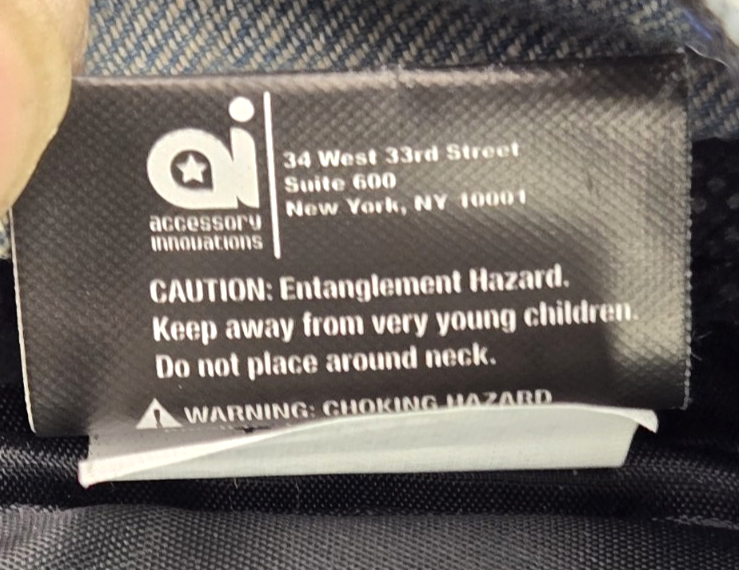 ai
34 West 33rd Street
Suite 600
New York, NY 10001
accessory
innovations
CAUTION: Entanglement Hazard.
Keep away from very young children.
Do not place around neck.
WARNING: CHOKING HAZARD